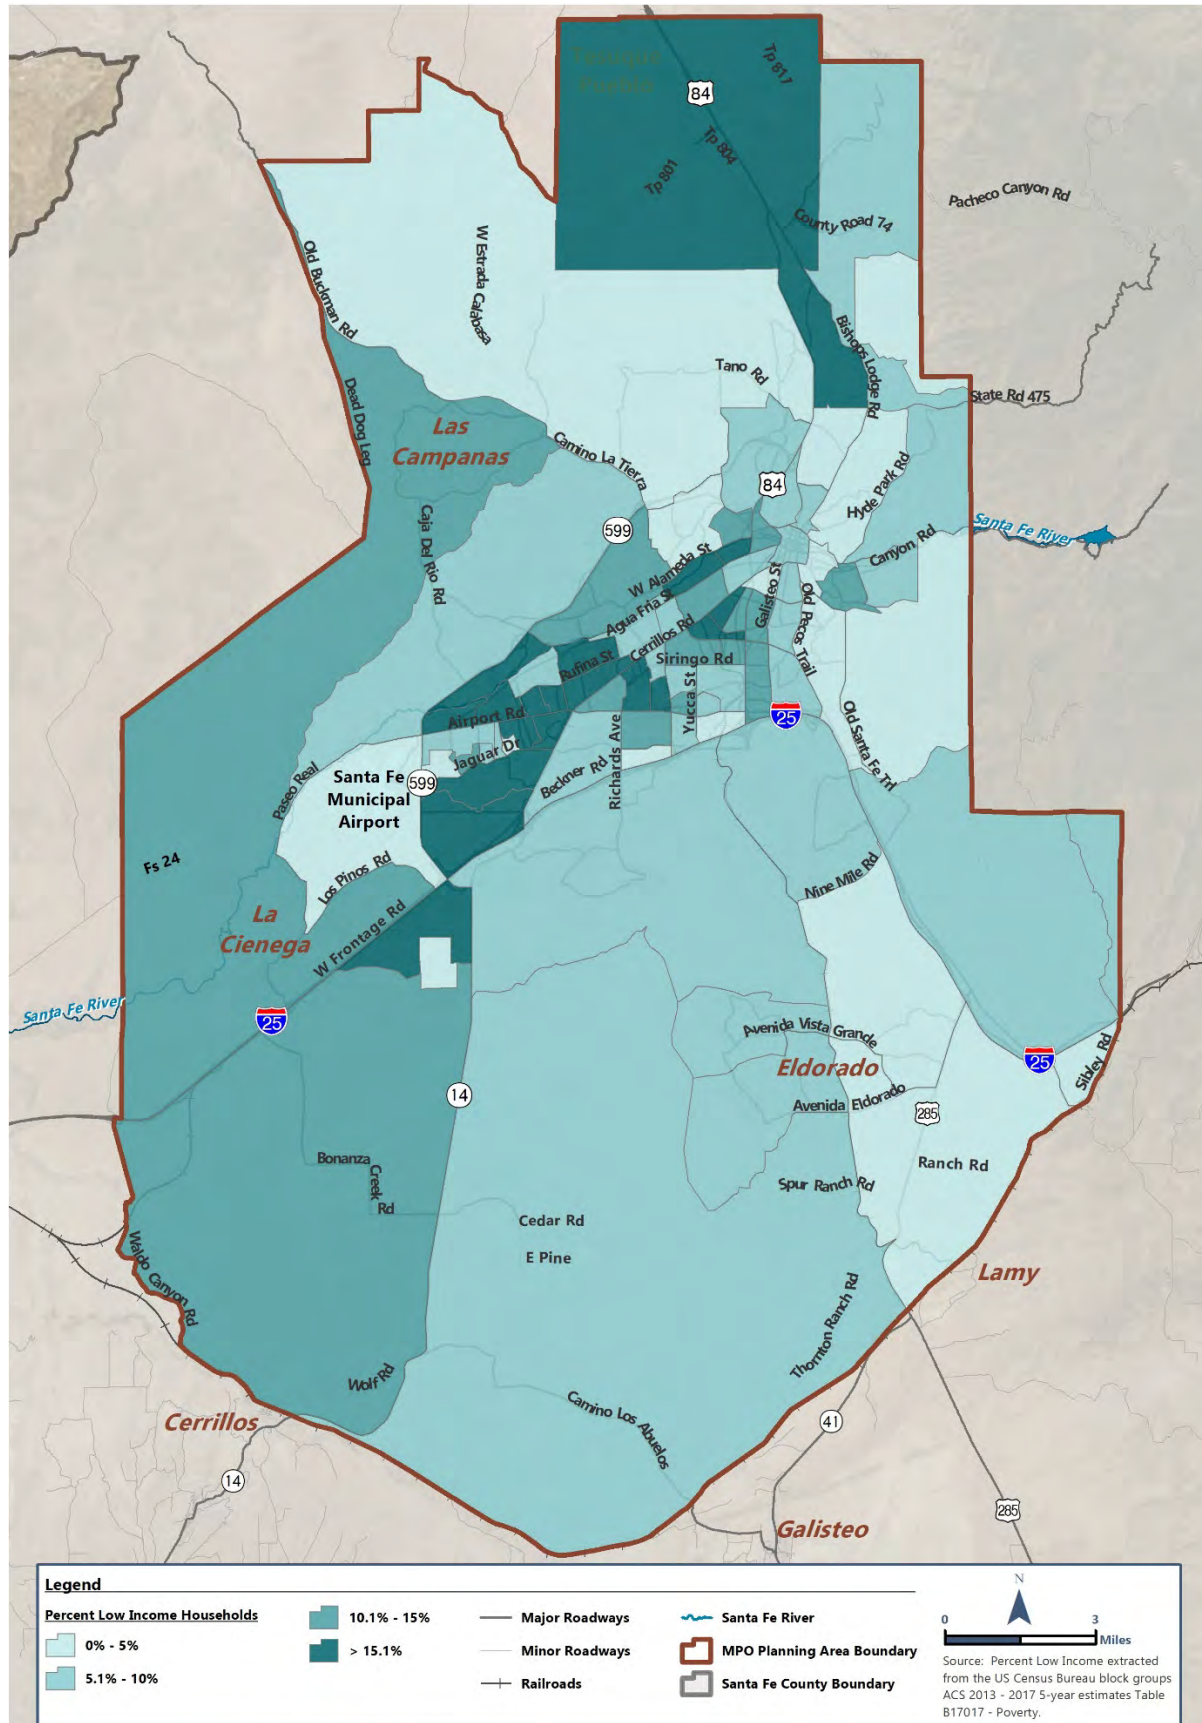 Tesuque
Pueblo
Tp 817
84
Tp 804
Tp 801
County Road 74
Pacheco Canyon Rd
W Estrada Calabasa
Old Buckman Rd
Bishops Lodge Rd
Tano Rd
State Rd 475
Dead Dog Leg
Las
Campanas
Camino La Tierra
84
Hyde Park Rd
Caja Del Rio Rd
599
Santa Fe River
Canyon Rd
W Alameda St
Agua Fria St
Galisteo St
Old Pecos Trail
Cerrillos Rd
Rufina St
Siringo Rd
Yucca St
Airport Rd
25
Old Santa Fe Trl
Jaguar Dr
Richards Ave
Beckner Rd
Paseo Real
Santa Fe
Municipal
Airport
599
Fs 24
Los Pinos Rd
Nine Mile Rd
La
Cienega
W Frontage Rd
Santa Fe River
25
Avenida Vista Grande
Eldorado
25
Sibley Rd
14
Avenida Eldorado
285
Bonanza
Creek
Rd
Ranch Rd
Spur Ranch Rd
Cedar Rd
E Pine
Waldo Canyon Rd
Lamy
Thornton Ranch Rd
Wolf Rd
Camino Los Abuelos
Cerrillos
41
14
285
Galisteo
Legend
Percent Low Income Households
0% - 5%
5.1% - 10%
10.1% - 15%
> 15.1%
Major Roadways
Minor Roadways
Railroads
Santa Fe River
MPO Planning Area Boundary
Santa Fe County Boundary
N
0 3
Miles
Source: Percent Low Income extracted
from the US Census Bureau block groups
ACS 2013 - 2017 5-year estimates Table
B17017 - Poverty.